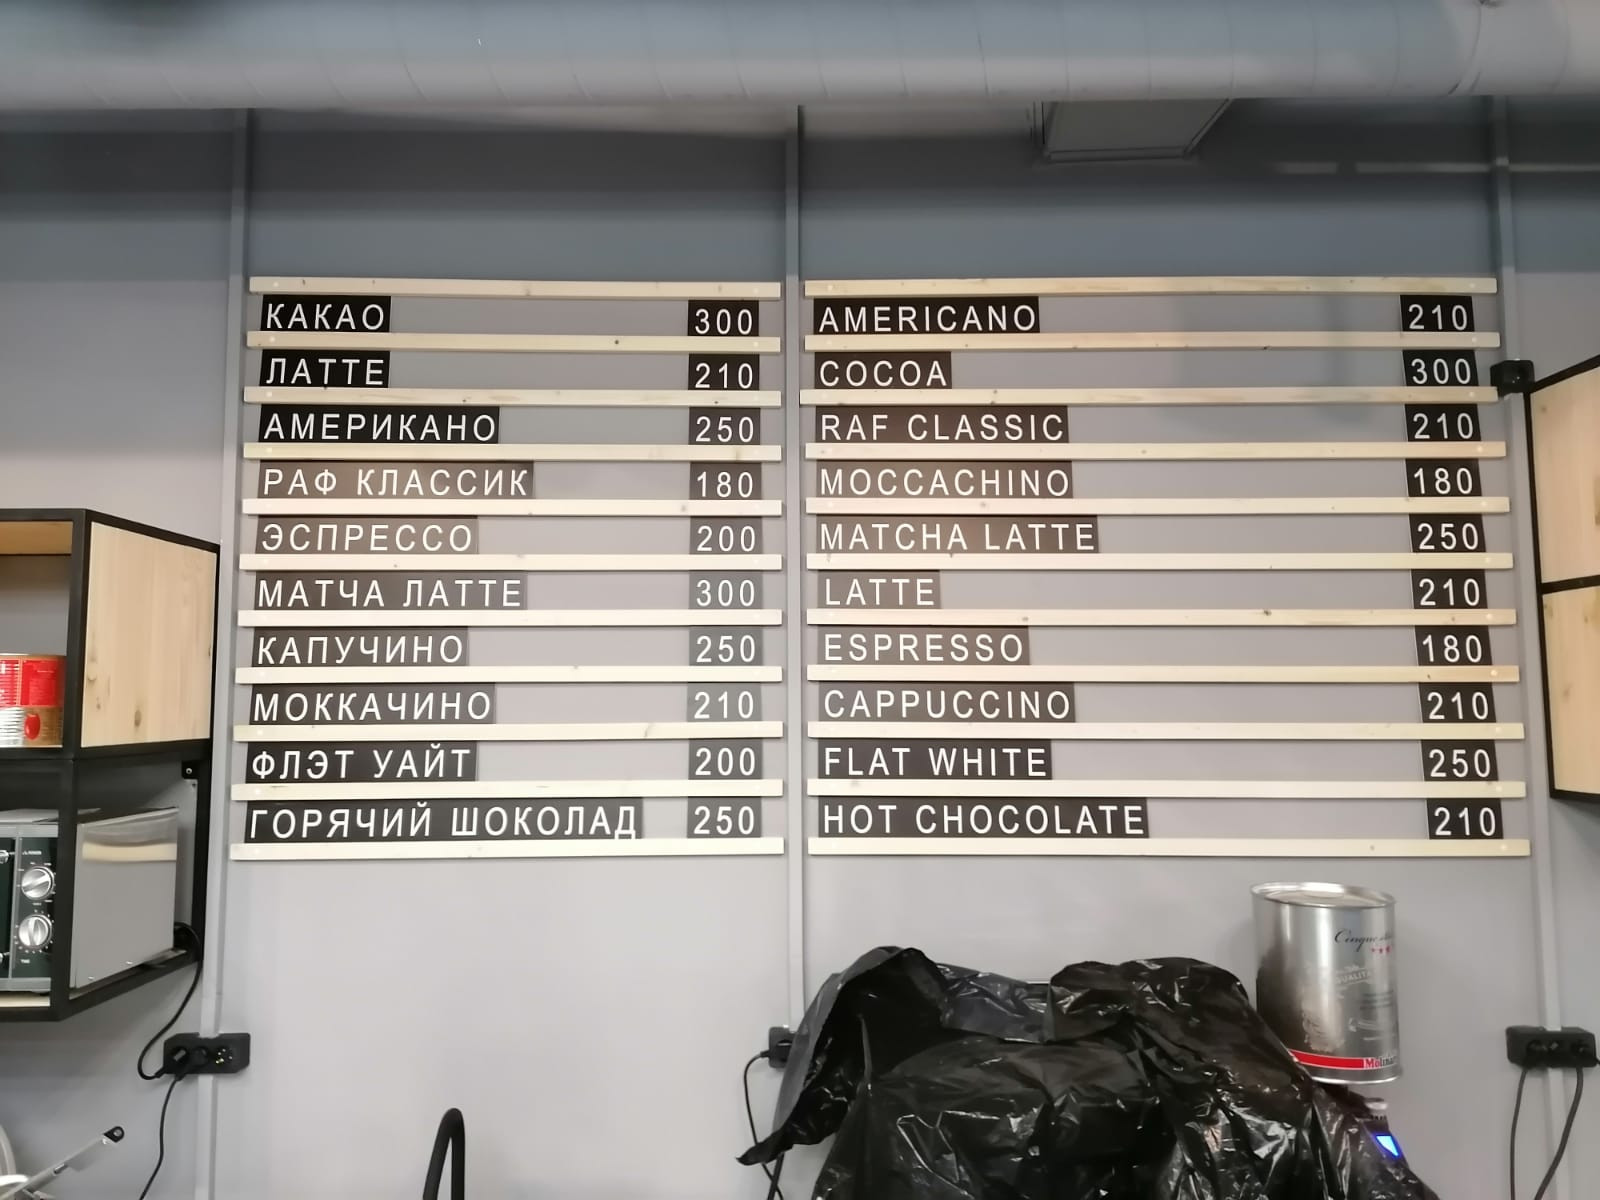 КАКАО 300
ЛАТТЕ 210
АМЕРИКАНО 250
РАФ КЛАССИК 180
ЭСПРЕССО 200
МАТЧА ЛАТТЕ 300
КАПУЧИНО 250
МОККАЧИНО 210
ФЛЭТ УАЙТ 200
ГОРЯЧИЙ ШОКОЛАД 250
AMERICANO 210
COCOA 300
RAF CLASSIC 210
MOCCACHINO 180
MATCHA LATTE 250
LATTE 210
ESPRESSO 180
CAPPUCCINO 210
FLAT WHITE 250
HOT CHOCOLATE 210
Cinque
QUALITÀ